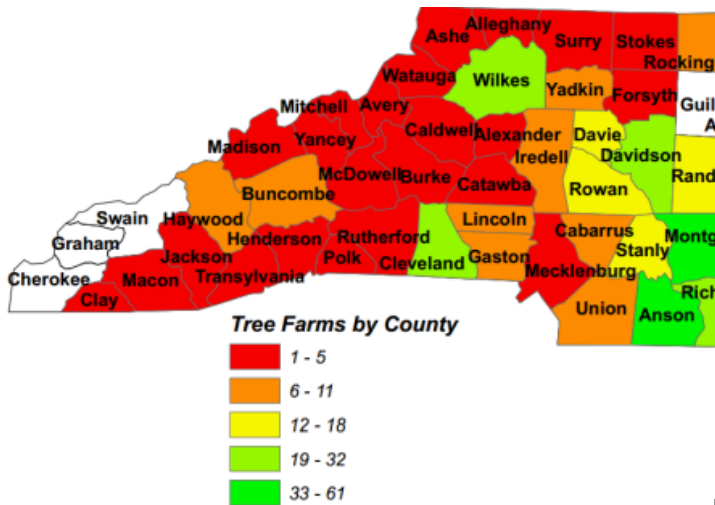 Ashe
Alleghany
Surry
Stokes
Rocking
Watauga
Wilkes
Yadkin
Forsyth
Guil
A
Mitchell
Avery
Caldwell
Alexander
Iredell
Davie
Davidson
Rand
Madison
Yancey
McDowell
Burke
Catawba
Rowan
Buncombe
Haywood
Swain
Graham
Cherokee
Clay
Macon
Jackson
Transylvania
Henderson
Polk
Rutherford
Cleveland
Lincoln
Gaston
Mecklenburg
Cabarrus
Stanly
Montg
Union
Anson
Rich
Tree Farms by County
1 - 5
6 - 11
12 - 18
19 - 32
33 - 61